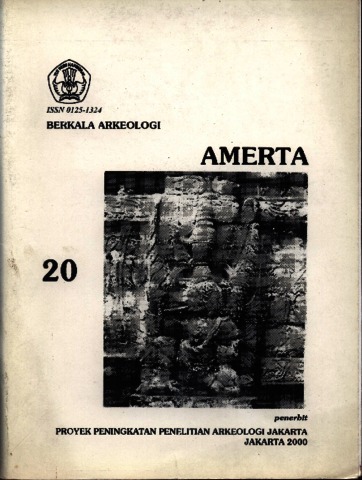 ISSN 0125-1324
BERKALA ARKEOLOGI
AMERTA
20
penerbit
PROYEK PENINGKATAN PENELITIAN ARKEOLOGI JAKARTA
JAKARTA 2000